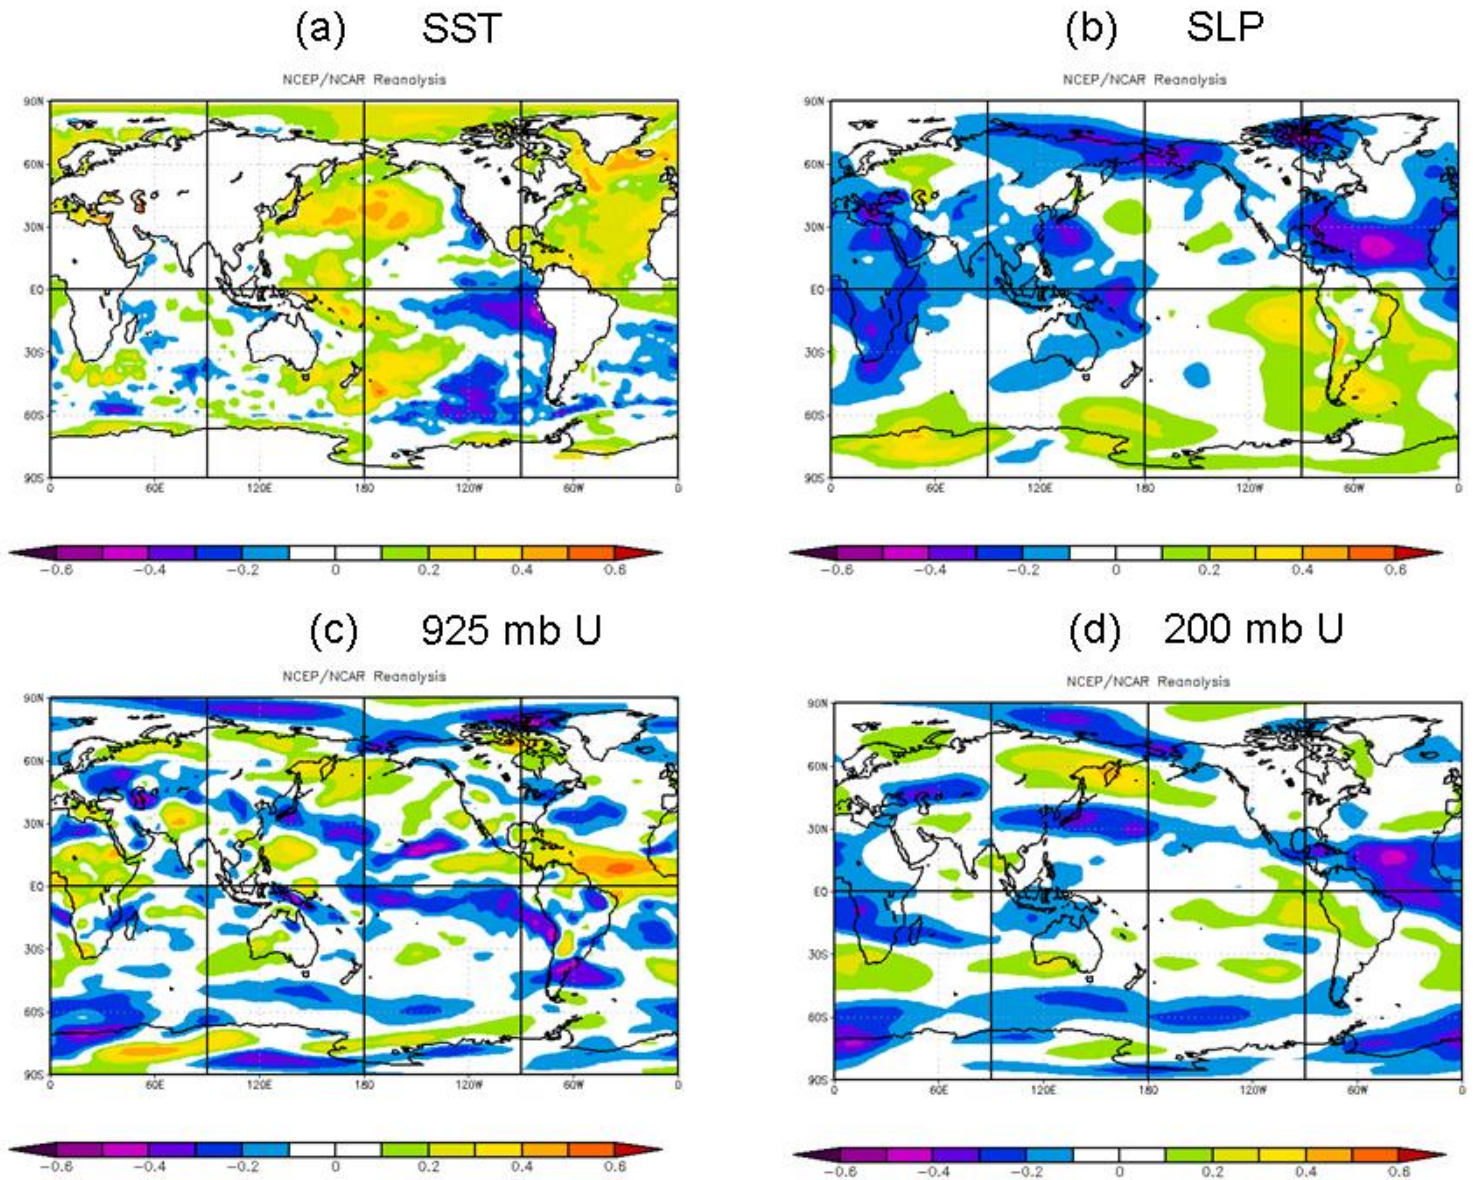 (a) SST
NCEP/NCAR Reanalysis
90N
60N
30N
EQ
30S
60S
90S
0 60E 120E 180 120W 60W 0
-0.6 -0.4 -0.2 0 0.2 0.4 0.6
(b) SLP
NCEP/NCAR Reanalysis
90N
60N
30N
EQ
30S
60S
90S
0 60E 120E 180 120W 60W 0
-0.6 -0.4 -0.2 0 0.2 0.4 0.6
(c) 925 mb U
NCEP/NCAR Reanalysis
90N
60N
30N
EQ
30S
60S
90S
0 60E 120E 180 120W 60W 0
-0.6 -0.4 -0.2 0 0.2 0.4 0.6
(d) 200 mb U
NCEP/NCAR Reanalysis
90N
60N
30N
EQ
30S
60S
90S
0 60E 120E 180 120W 60W 0
-0.6 -0.4 -0.2 0 0.2 0.4 0.6